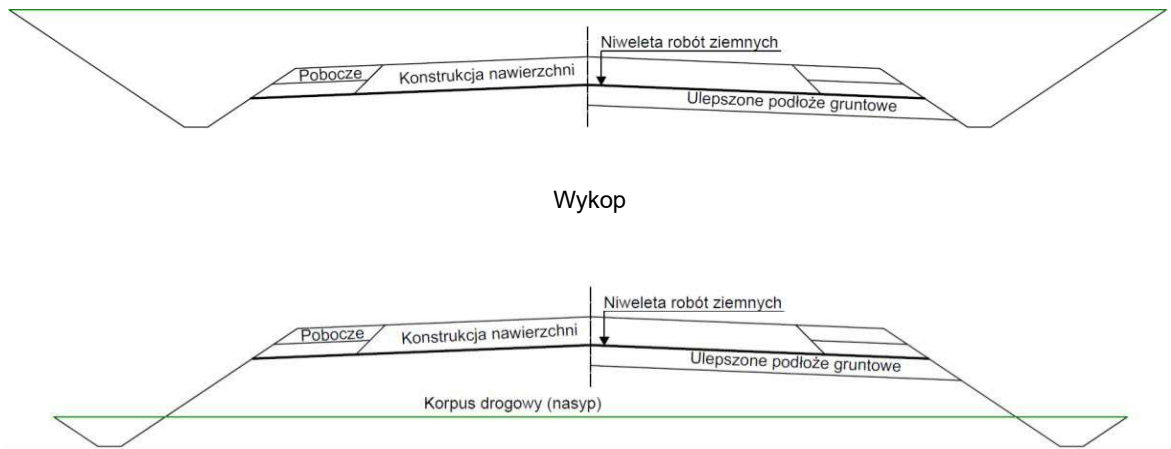 Niweleta robót ziemnych
Pobocze
Konstrukcja nawierzchni
Ulepszone podłoże gruntowe
Wykop
Niweleta robót ziemnych
Pobocze
Konstrukcja nawierzchni
Ulepszone podłoże gruntowe
Korpus drogowy (nasyp)